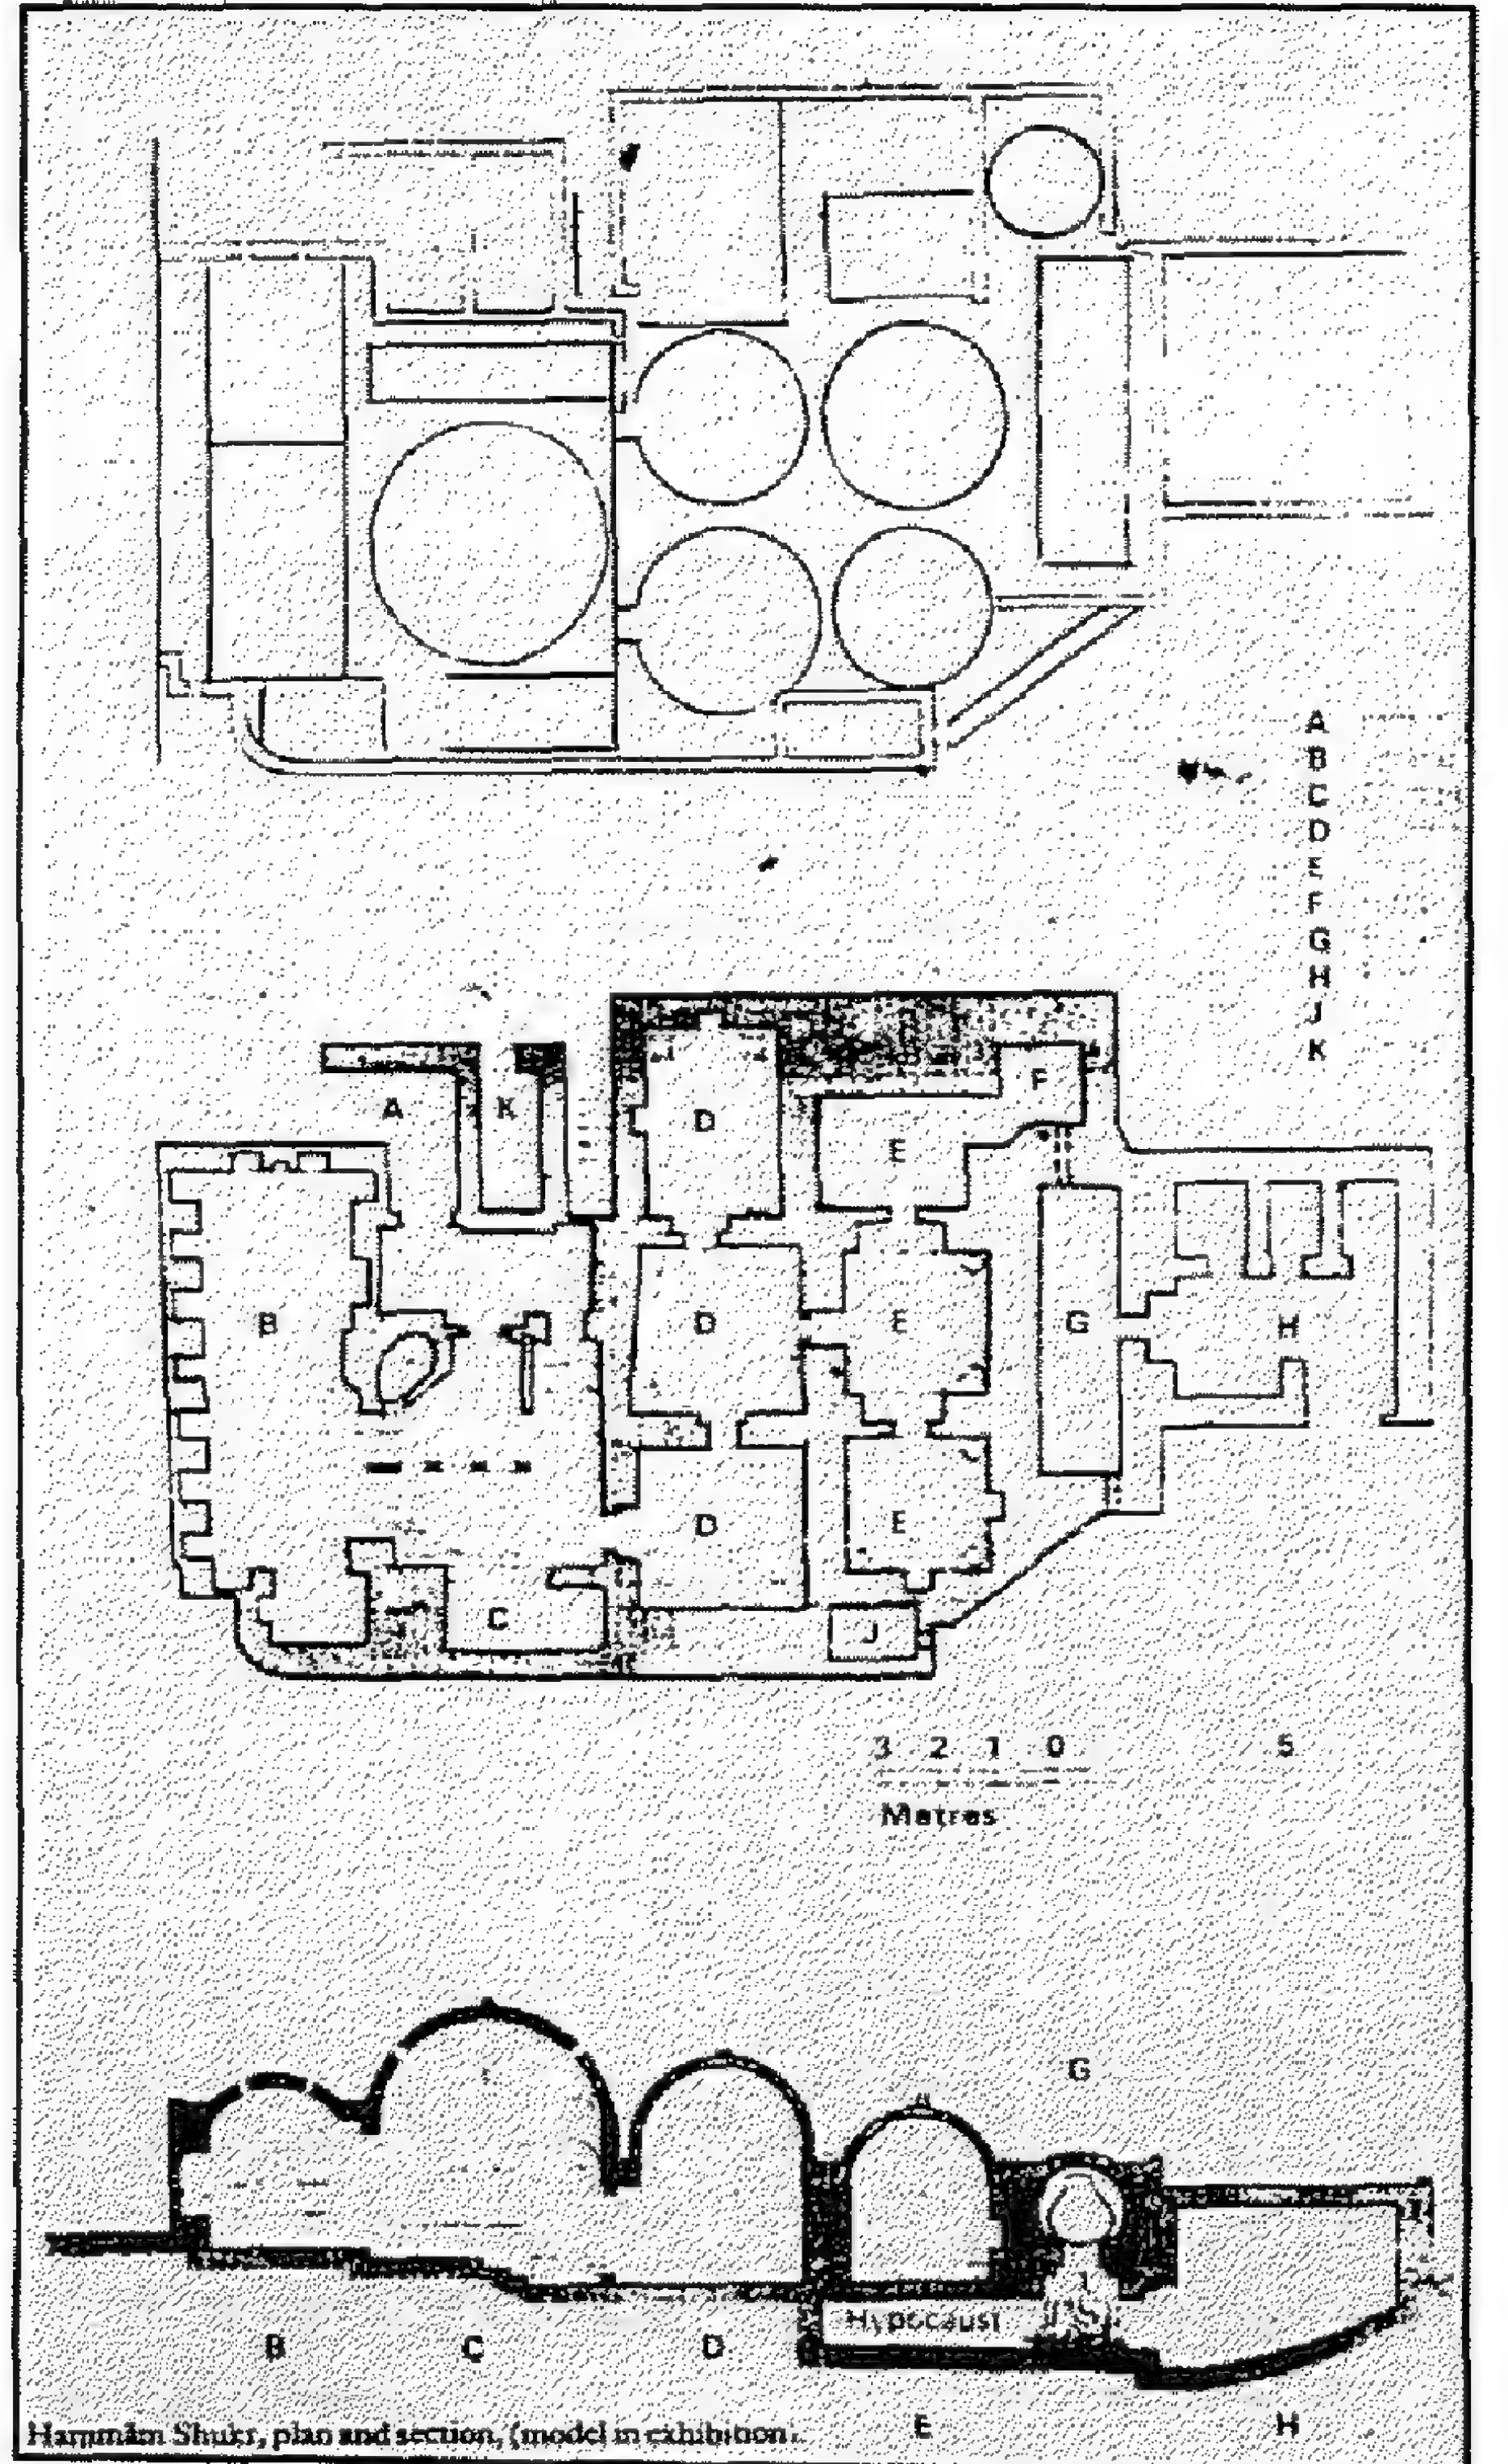 A
B
C
D
E
F
G
H
J
K
A K D F
E
B D E G H
D E
C J
3 2 1 0 5
Metres
G
Hypocaust
B C D
E H
Hammām Shukr, plan and section, (model in exhibition).